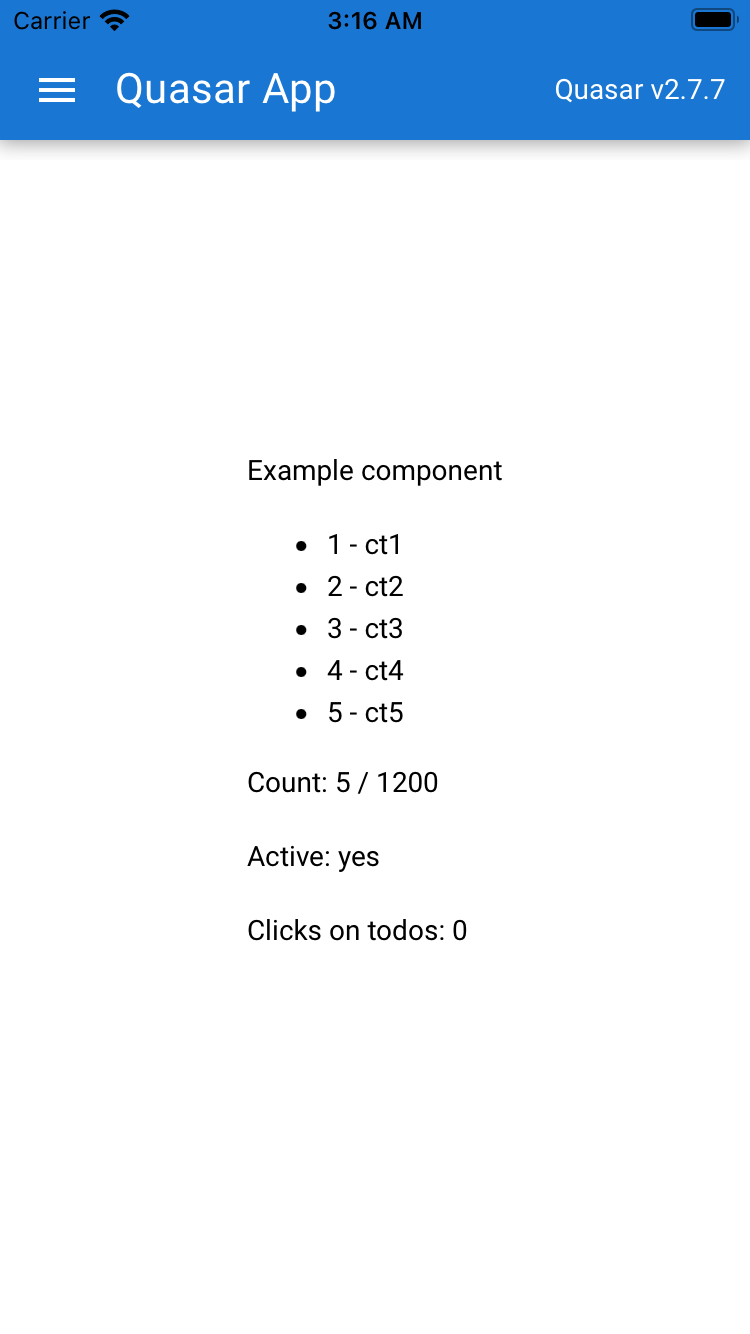 Carrier 3:16 AM
Quasar App Quasar v2.7.7
Example component
• 1 - ct1
• 2 - ct2
• 3 - ct3
• 4 - ct4
• 5 - ct5
Count: 5 / 1200
Active: yes
Clicks on todos: 0